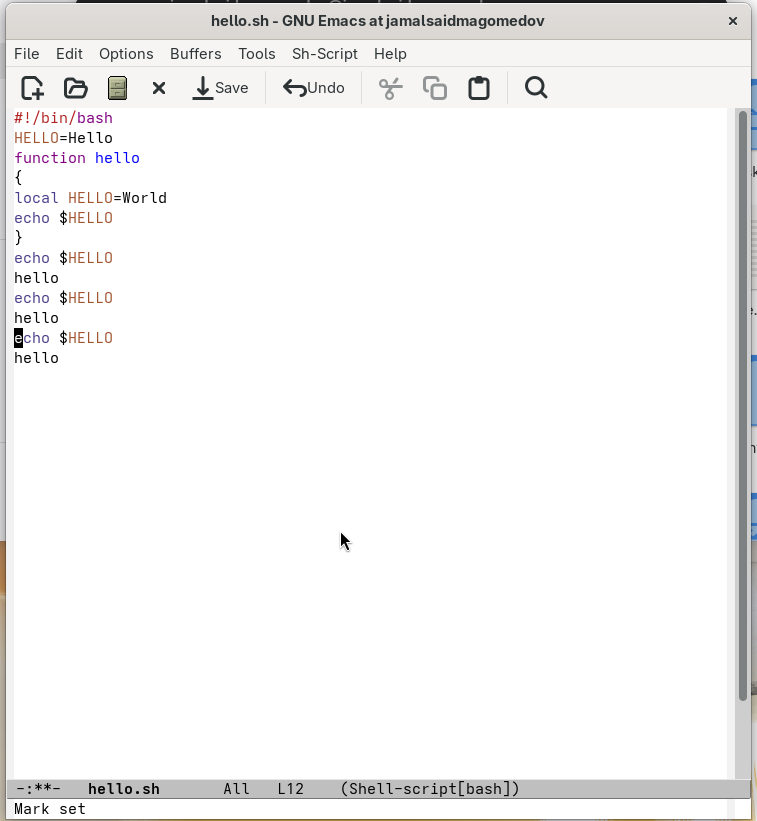 hello.sh - GNU Emacs at jamalsaidmagomedov
File Edit Options Buffers Tools Sh-Script Help
Save Undo
#!/bin/bash
HELLO=Hello
function hello
{
local HELLO=World
echo $HELLO
}
echo $HELLO
hello
echo $HELLO
hello
echo $HELLO
hello
-:**- hello.sh All L12 (Shell-script[bash])
Mark set